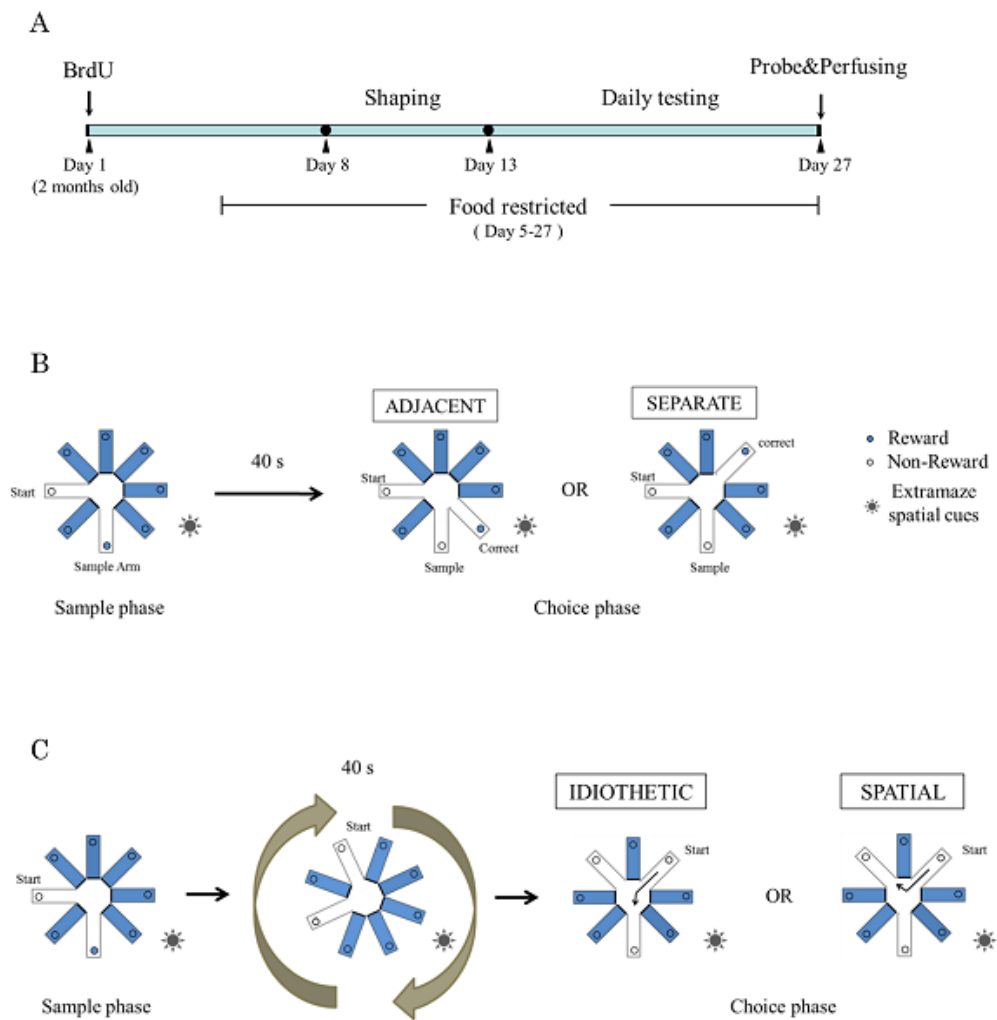 A
BrdU
Probe&Perfusing
Shaping
Daily testing
Day 1
(2 months old)
Day 8
Day 13
Day 27
Food restricted
( Day 5-27 )
B
ADJACENT
SEPARATE
40 s
Start
Sample Arm
Start
Correct
Sample
OR
correct
Start
Sample
Reward
Non-Reward
Extramaze
spatial cues
Sample phase
Choice phase
C
40 s
IDIOTHETIC
SPATIAL
Start
Start
Start
OR
Start
Sample phase
Choice phase